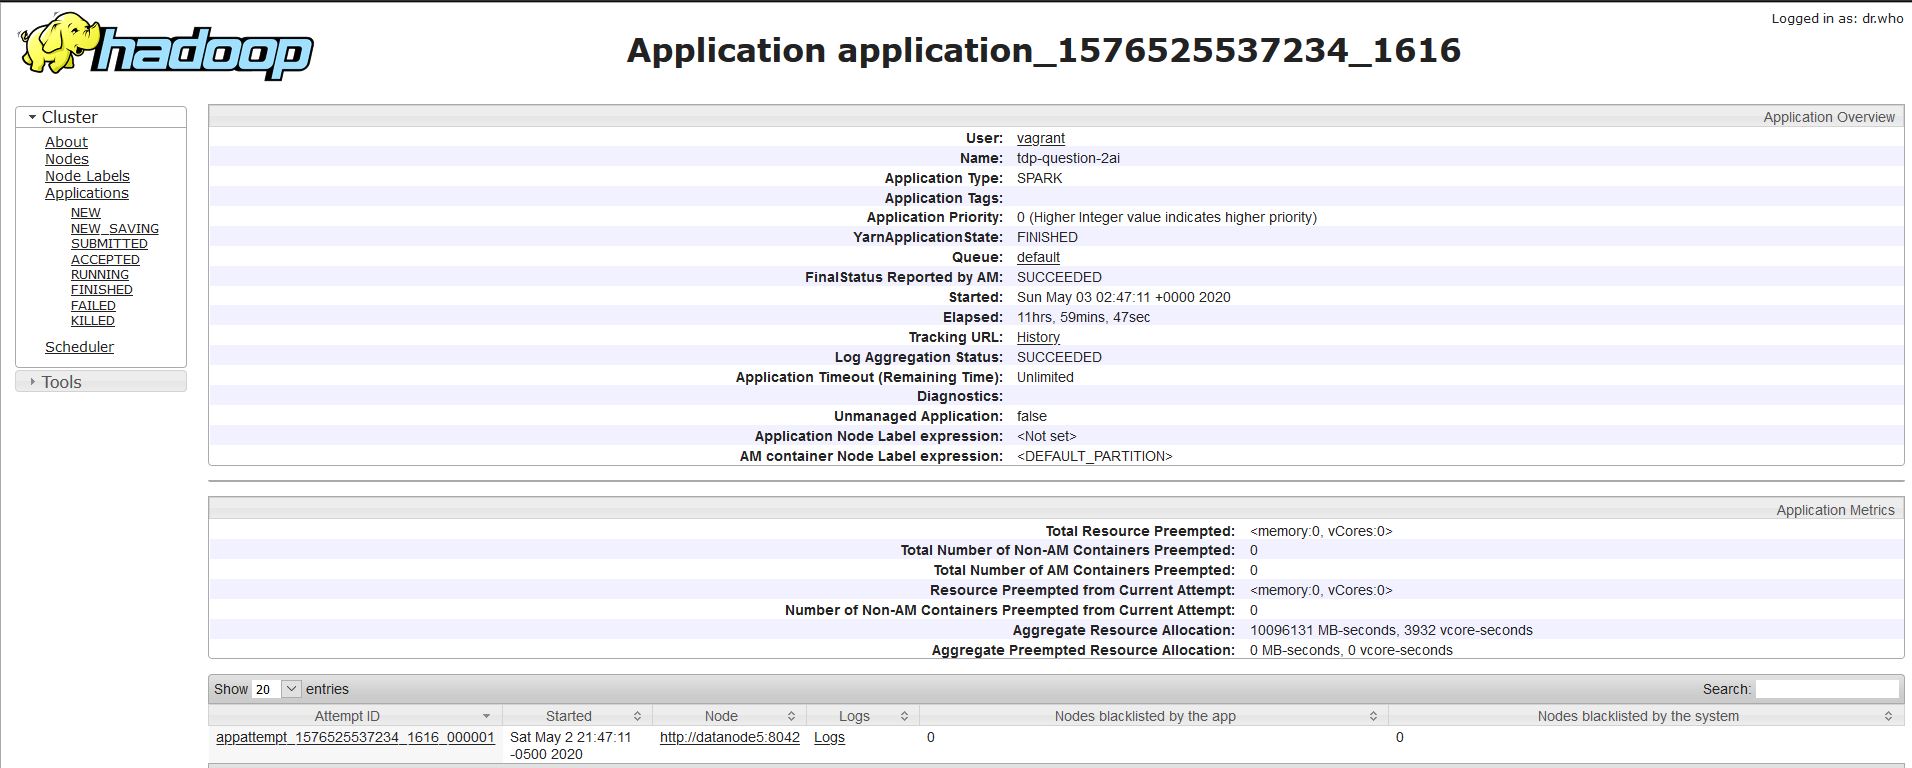 Logged in as: dr.who
hadoop
Application application_1576525537234_1616
Cluster
About
Nodes
Node Labels
Applications
NEW
NEW_SAVING
SUBMITTED
ACCEPTED
RUNNING
FINISHED
FAILED
KILLED
Scheduler
Tools
Application Overview
User: vagrant
Name: tdp-question-2ai
Application Type: SPARK
Application Tags:
Application Priority: 0 (Higher Integer value indicates higher priority)
YarnApplicationState: FINISHED
Queue: default
FinalStatus Reported by AM: SUCCEEDED
Started: Sun May 03 02:47:11 +0000 2020
Elapsed: 11hrs, 59mins, 47sec
Tracking URL: History
Log Aggregation Status: SUCCEEDED
Application Timeout (Remaining Time): Unlimited
Diagnostics:
Unmanaged Application: false
Application Node Label expression: <Not set>
AM container Node Label expression: <DEFAULT_PARTITION>
Application Metrics
Total Resource Preempted: <memory:0, vCores:0>
Total Number of Non-AM Containers Preempted: 0
Total Number of AM Containers Preempted: 0
Resource Preempted from Current Attempt: <memory:0, vCores:0>
Number of Non-AM Containers Preempted from Current Attempt: 0
Aggregate Resource Allocation: 10096131 MB-seconds, 3932 vcore-seconds
Aggregate Preempted Resource Allocation: 0 MB-seconds, 0 vcore-seconds
Show 20 entries Search:
Attempt ID Started Node Logs Nodes blacklisted by the app Nodes blacklisted by the system
appattempt_1576525537234_1616_000001 Sat May 2 21:47:11 http://datanode5:8042 Logs 0 0
-0500 2020